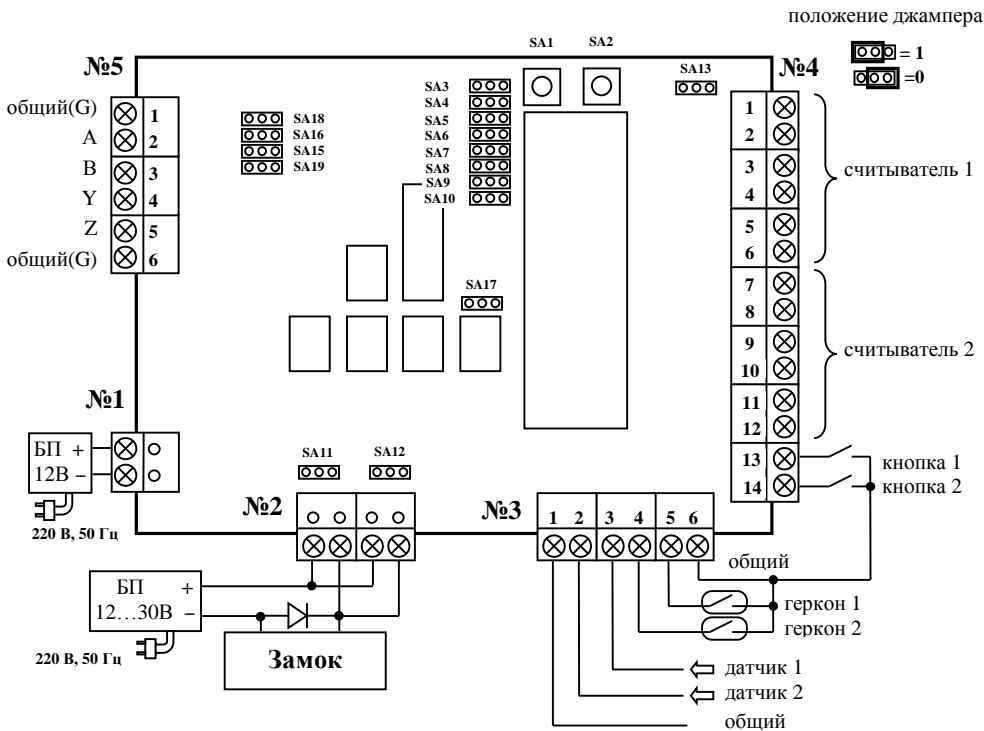 положение джампера
= 1
=0
SA1
SA2
SA13
№5
№4
общий(G)
A
B
Y
Z
общий(G)
1
2
3
4
5
6
SA18
SA16
SA15
SA19
SA3
SA4
SA5
SA6
SA7
SA8
SA9
SA10
SA17
1
2
3
4
5
6
7
8
9
10
11
12
13
14
считыватель 1
считыватель 2
кнопка 1
кнопка 2
№1
БП +
12В –
220 В, 50 Гц
SA11
SA12
№2
№3
1 2 3 4 5 6
БП +
12…30В –
220 В, 50 Гц
Замок
общий
геркон 1
геркон 2
датчик 1
датчик 2
общий